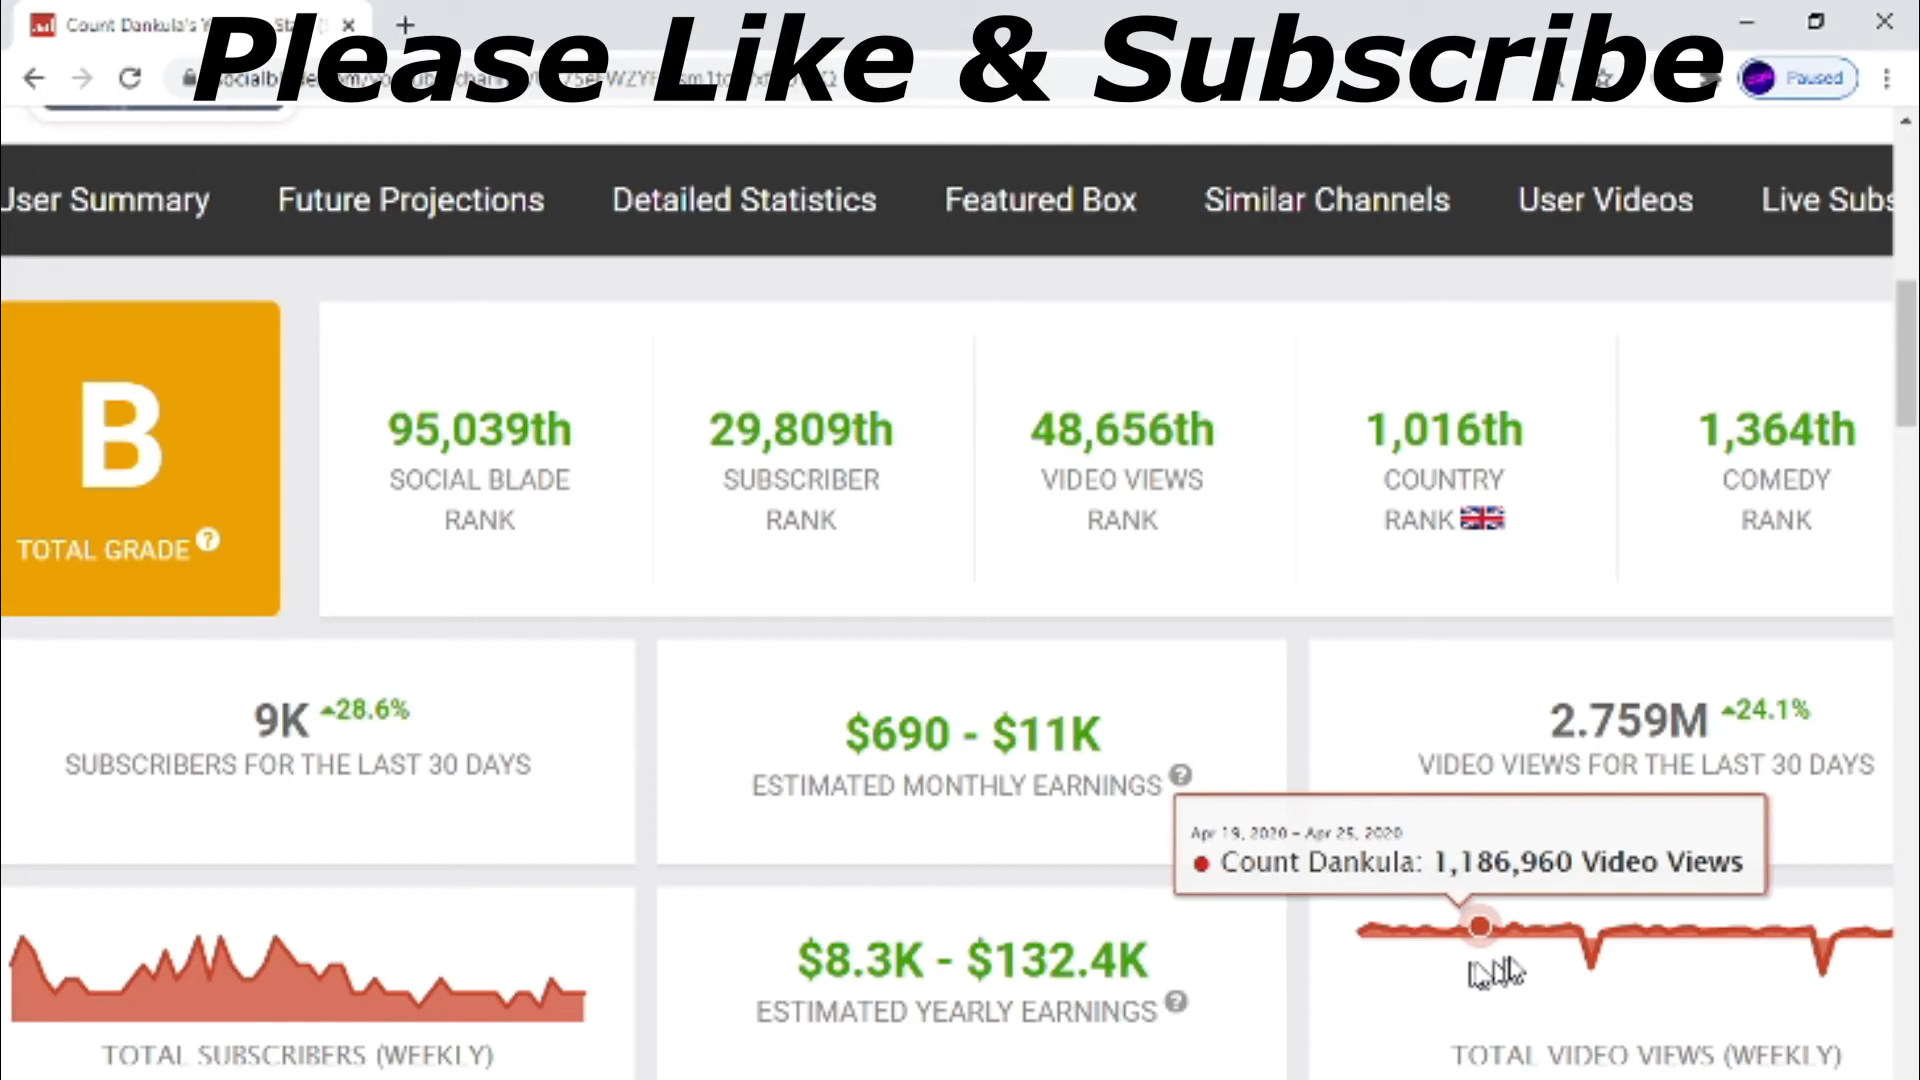 Count Dankula's
Please Like & Subscribe
Paused
User Summary
Future Projections
Detailed Statistics
Featured Box
Similar Channels
User Videos
Live Subs
B
TOTAL GRADE ?
95,039th
SOCIAL BLADE
RANK
29,809th
SUBSCRIBER
RANK
48,656th
VIDEO VIEWS
RANK
1,016th
COUNTRY
RANK
1,364th
COMEDY
RANK
9K 28.6%
SUBSCRIBERS FOR THE LAST 30 DAYS
$690 - $11K
ESTIMATED MONTHLY EARNINGS ?
2.759M 24.1%
VIDEO VIEWS FOR THE LAST 30 DAYS
Apr 19, 2020 - Apr 25, 2020
Count Dankula: 1,186,960 Video Views
$8.3K - $132.4K
ESTIMATED YEARLY EARNINGS ?
TOTAL SUBSCRIBERS (WEEKLY)
TOTAL VIDEO VIEWS (WEEKLY)